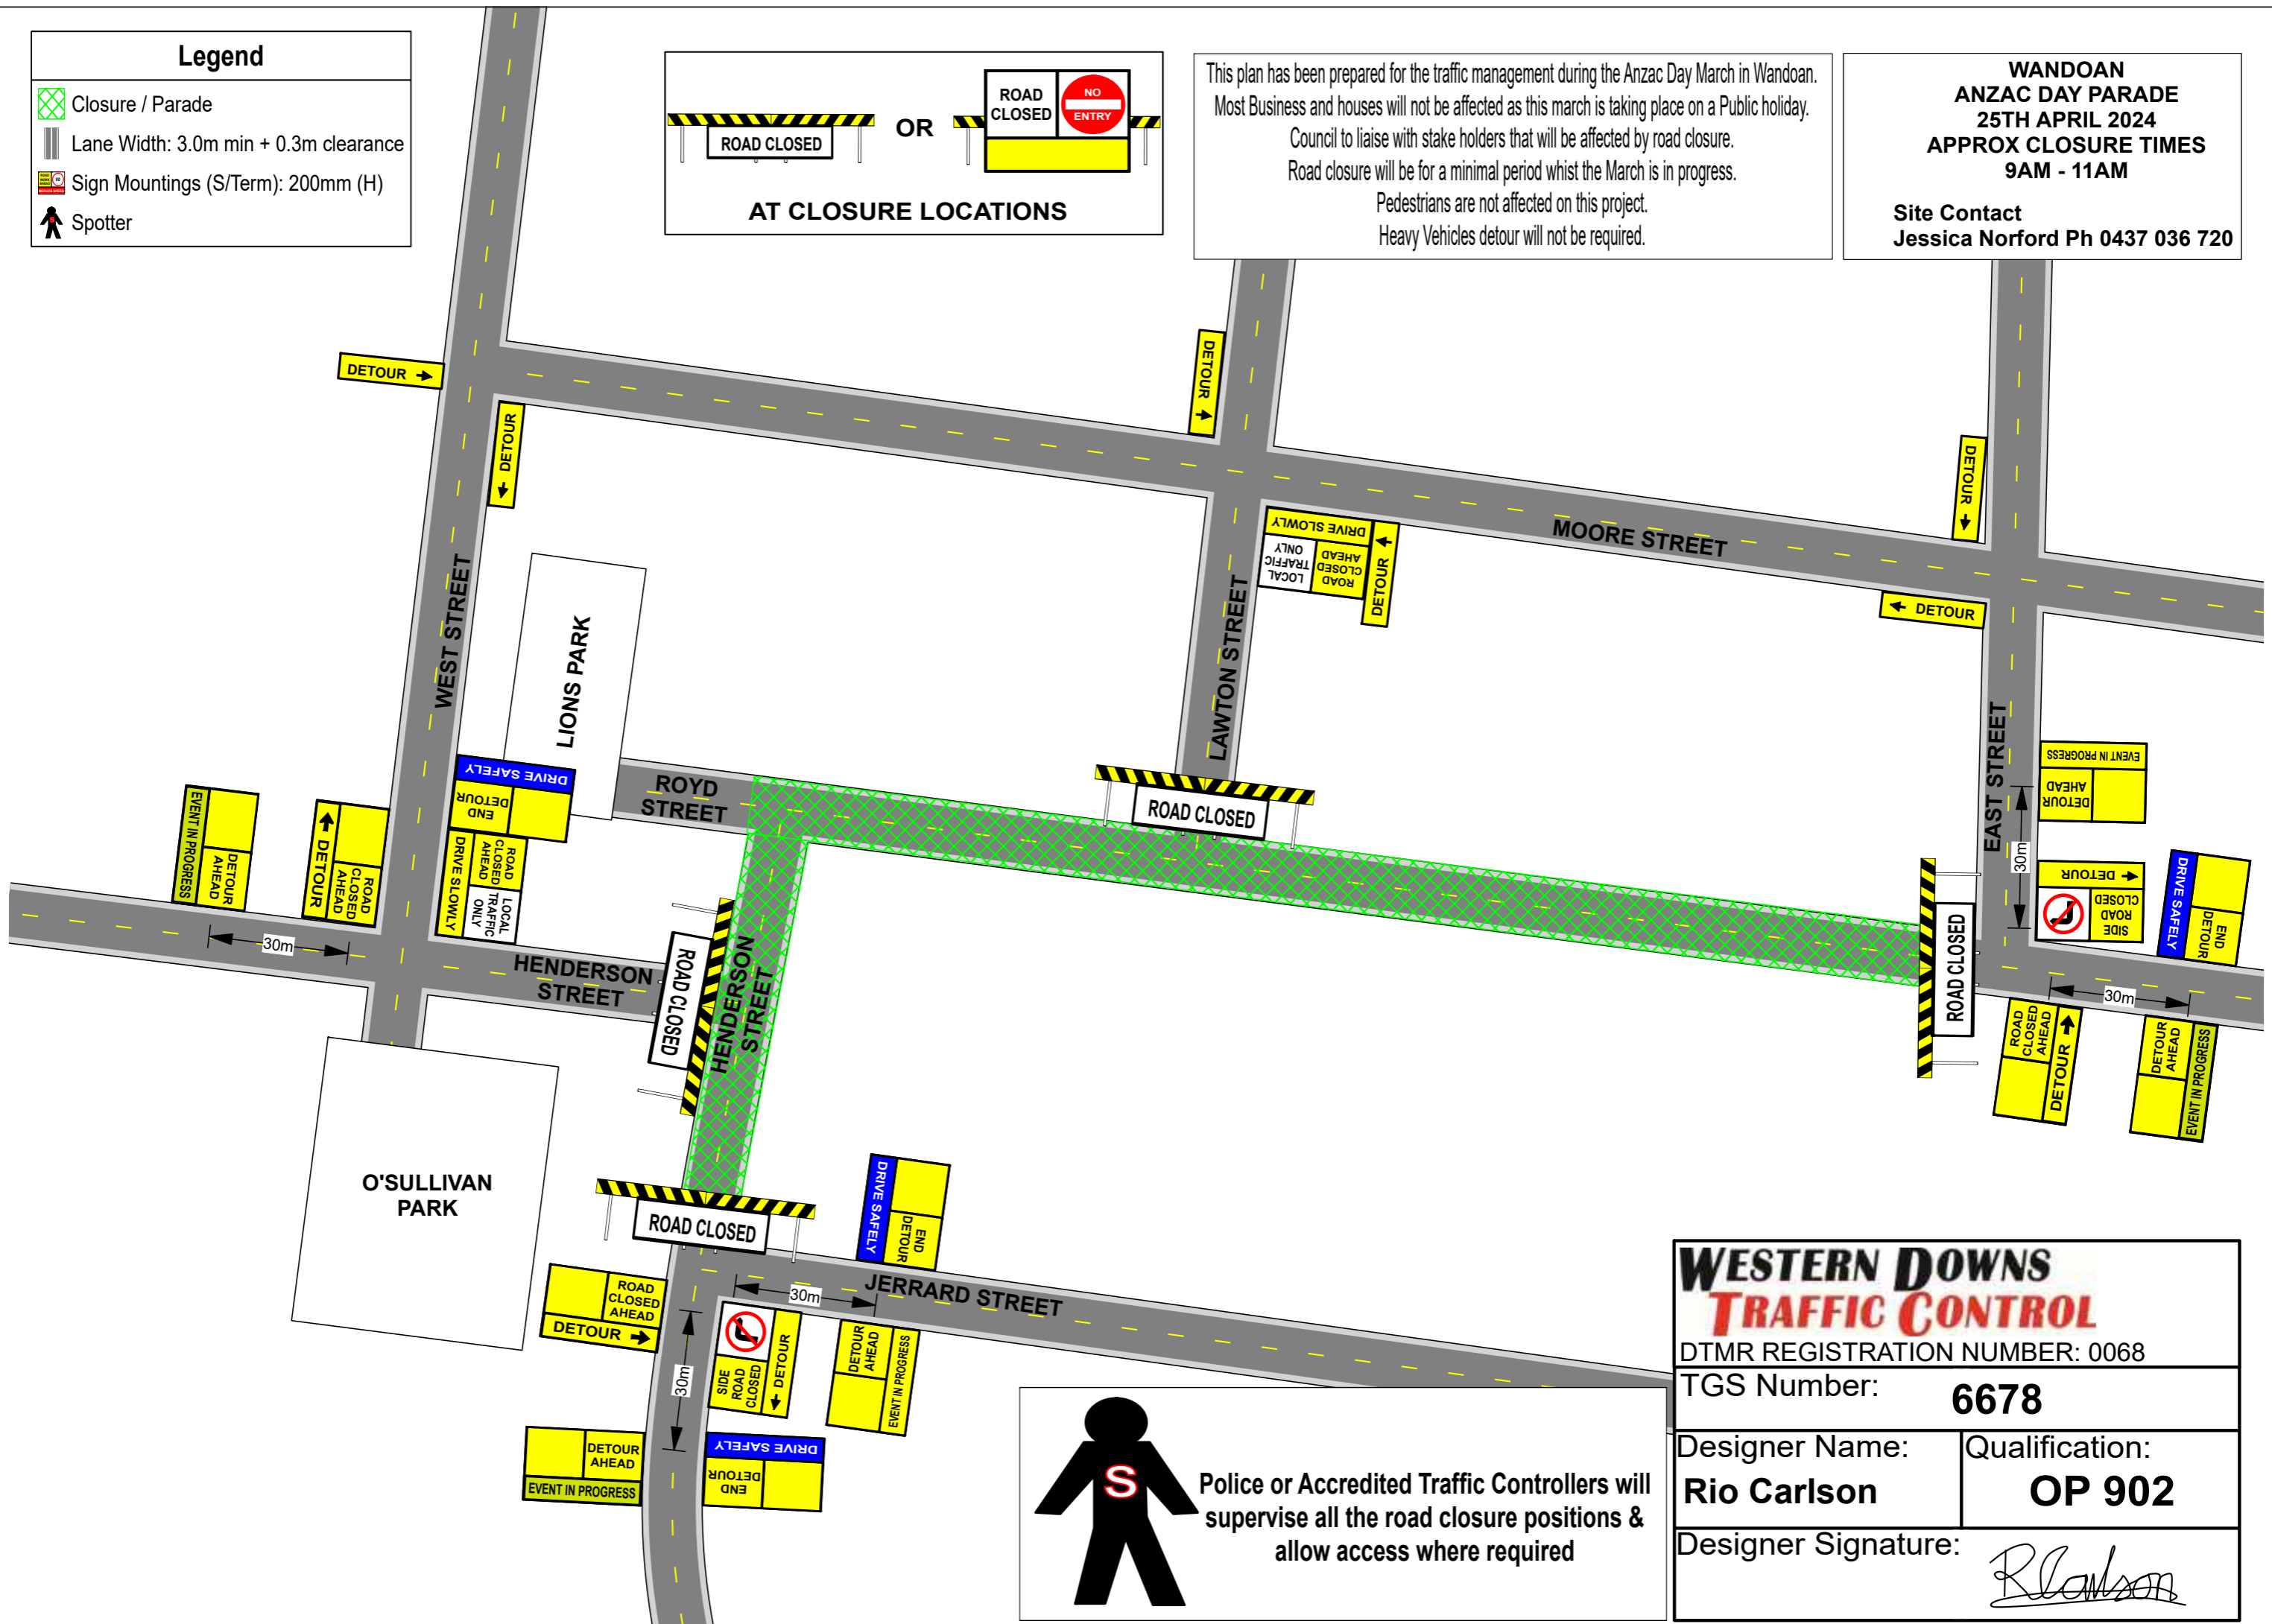 Legend
Closure / Parade
Lane Width: 3.0m min + 0.3m clearance
Sign Mountings (S/Term): 200mm (H)
S
Spotter
ROAD CLOSED
OR
ROAD
CLOSED
NO
ENTRY
AT CLOSURE LOCATIONS
This plan has been prepared for the traffic management during the Anzac Day March in Wandoan.
Most Business and houses will not be affected as this march is taking place on a Public holiday.
Council to liaise with stake holders that will be affected by road closure.
Road closure will be for a minimal period whist the March is in progress.
Pedestrians are not affected on this project.
Heavy Vehicles detour will not be required.
WANDOAN
ANZAC DAY PARADE
25TH APRIL 2024
APPROX CLOSURE TIMES
9AM - 11AM
Site Contact
Jessica Norford Ph 0437 036 720
DETOUR
DETOUR
DETOUR
DETOUR
MOORE STREET
DRIVE SLOWLY
LOCAL
TRAFFIC
ONLY
ROAD
CLOSED
AHEAD
DETOUR
DETOUR
WEST STREET
LIONS PARK
LAWTON STREET
EAST STREET
EVENT IN PROGRESS
DETOUR
AHEAD
30m
DETOUR
SIDE
ROAD
CLOSED
DRIVE SAFELY
END
DETOUR
DRIVE SAFELY
END
DETOUR
ROYD
STREET
ROAD CLOSED
EVENT IN PROGRESS
DETOUR
AHEAD
DETOUR
ROAD
CLOSED
AHEAD
DRIVE SLOWLY
ROAD
CLOSED
AHEAD
LOCAL
TRAFFIC
ONLY
30m
HENDERSON
STREET
ROAD CLOSED
HENDERSON
STREET
ROAD CLOSED
30m
ROAD
CLOSED
AHEAD
DETOUR
DETOUR
AHEAD
EVENT IN PROGRESS
O'SULLIVAN
PARK
ROAD CLOSED
DRIVE SAFELY
END
DETOUR
JERRARD STREET
30m
ROAD
CLOSED
AHEAD
DETOUR
30m
SIDE
ROAD
CLOSED
DETOUR
DETOUR
AHEAD
EVENT IN PROGRESS
DETOUR
AHEAD
EVENT IN PROGRESS
DRIVE SAFELY
END
DETOUR
S
Police or Accredited Traffic Controllers will
supervise all the road closure positions &
allow access where required
WESTERN DOWNS
TRAFFIC CONTROL
DTMR REGISTRATION NUMBER: 0068
TGS Number: 6678
Designer Name:
Rio Carlson
Qualification:
OP 902
Designer Signature:
R Carlson